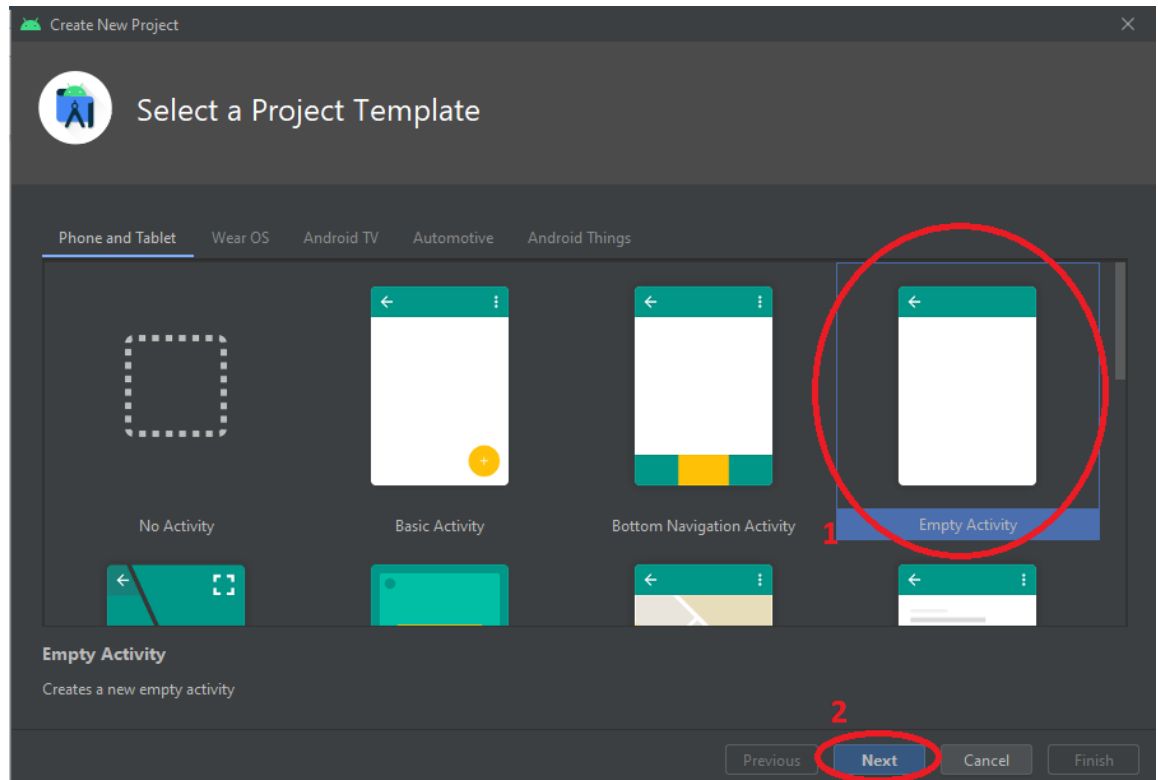 Create New Project
Select a Project Template
Phone and Tablet Wear OS Android TV Automotive Android Things
No Activity Basic Activity Bottom Navigation Activity 1 Empty Activity
Empty Activity
Creates a new empty activity
2
Previous Next Cancel Finish